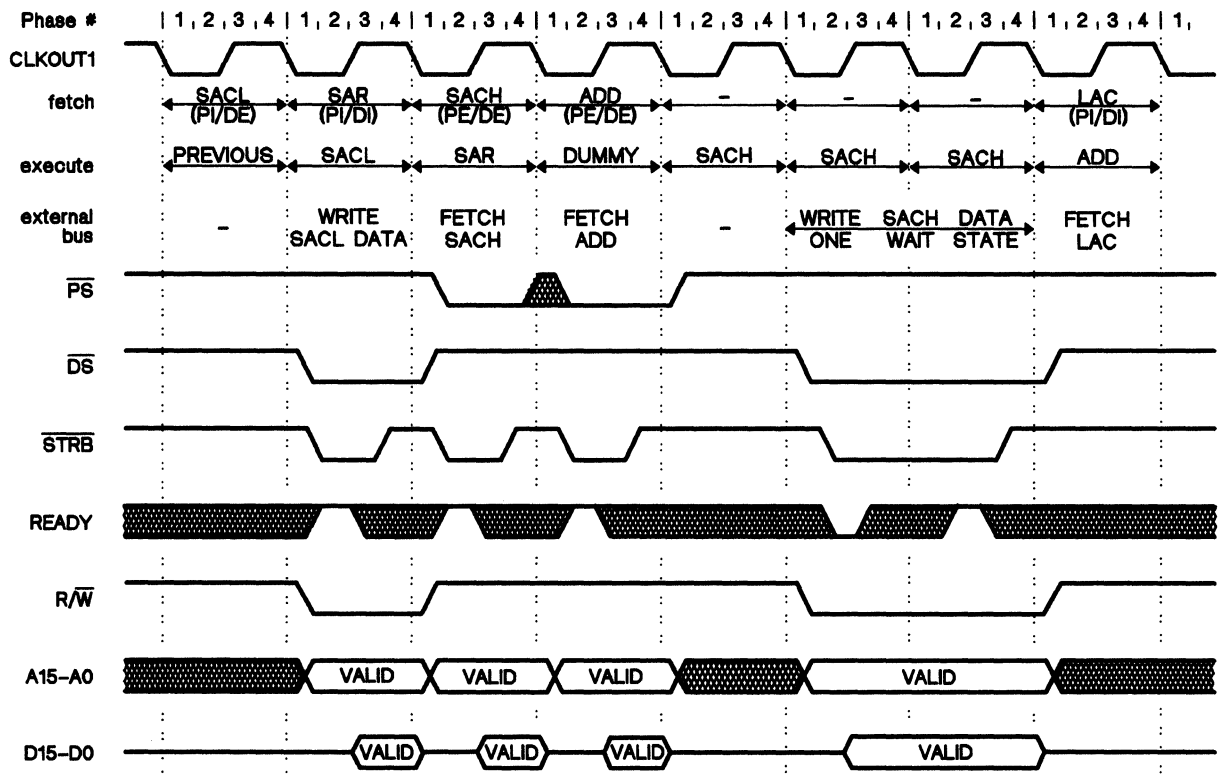 Phase # | 1 , 2 , 3 , 4 | 1 , 2 , 3 , 4 | 1 , 2 , 3 , 4 | 1 , 2 , 3 , 4 | 1 , 2 , 3 , 4 | 1 , 2 , 3 , 4 | 1 , 2 , 3 , 4 | 1 , 2 , 3 , 4 | 1 ,
CLKOUT1
fetch SACL SAR SACH ADD - - - LAC
(PI/DE) (PI/DI) (PE/DE) (PE/DE) (PI/DI)
execute PREVIOUS SACL SAR DUMMY SACH SACH SACH ADD
external WRITE FETCH FETCH WRITE SACH DATA FETCH
bus - SACL DATA SACH ADD - ONE WAIT STATE LAC
PS
DS
STRB
READY
R/W
A15-A0 VALID VALID VALID VALID
D15-D0 VALID VALID VALID VALID